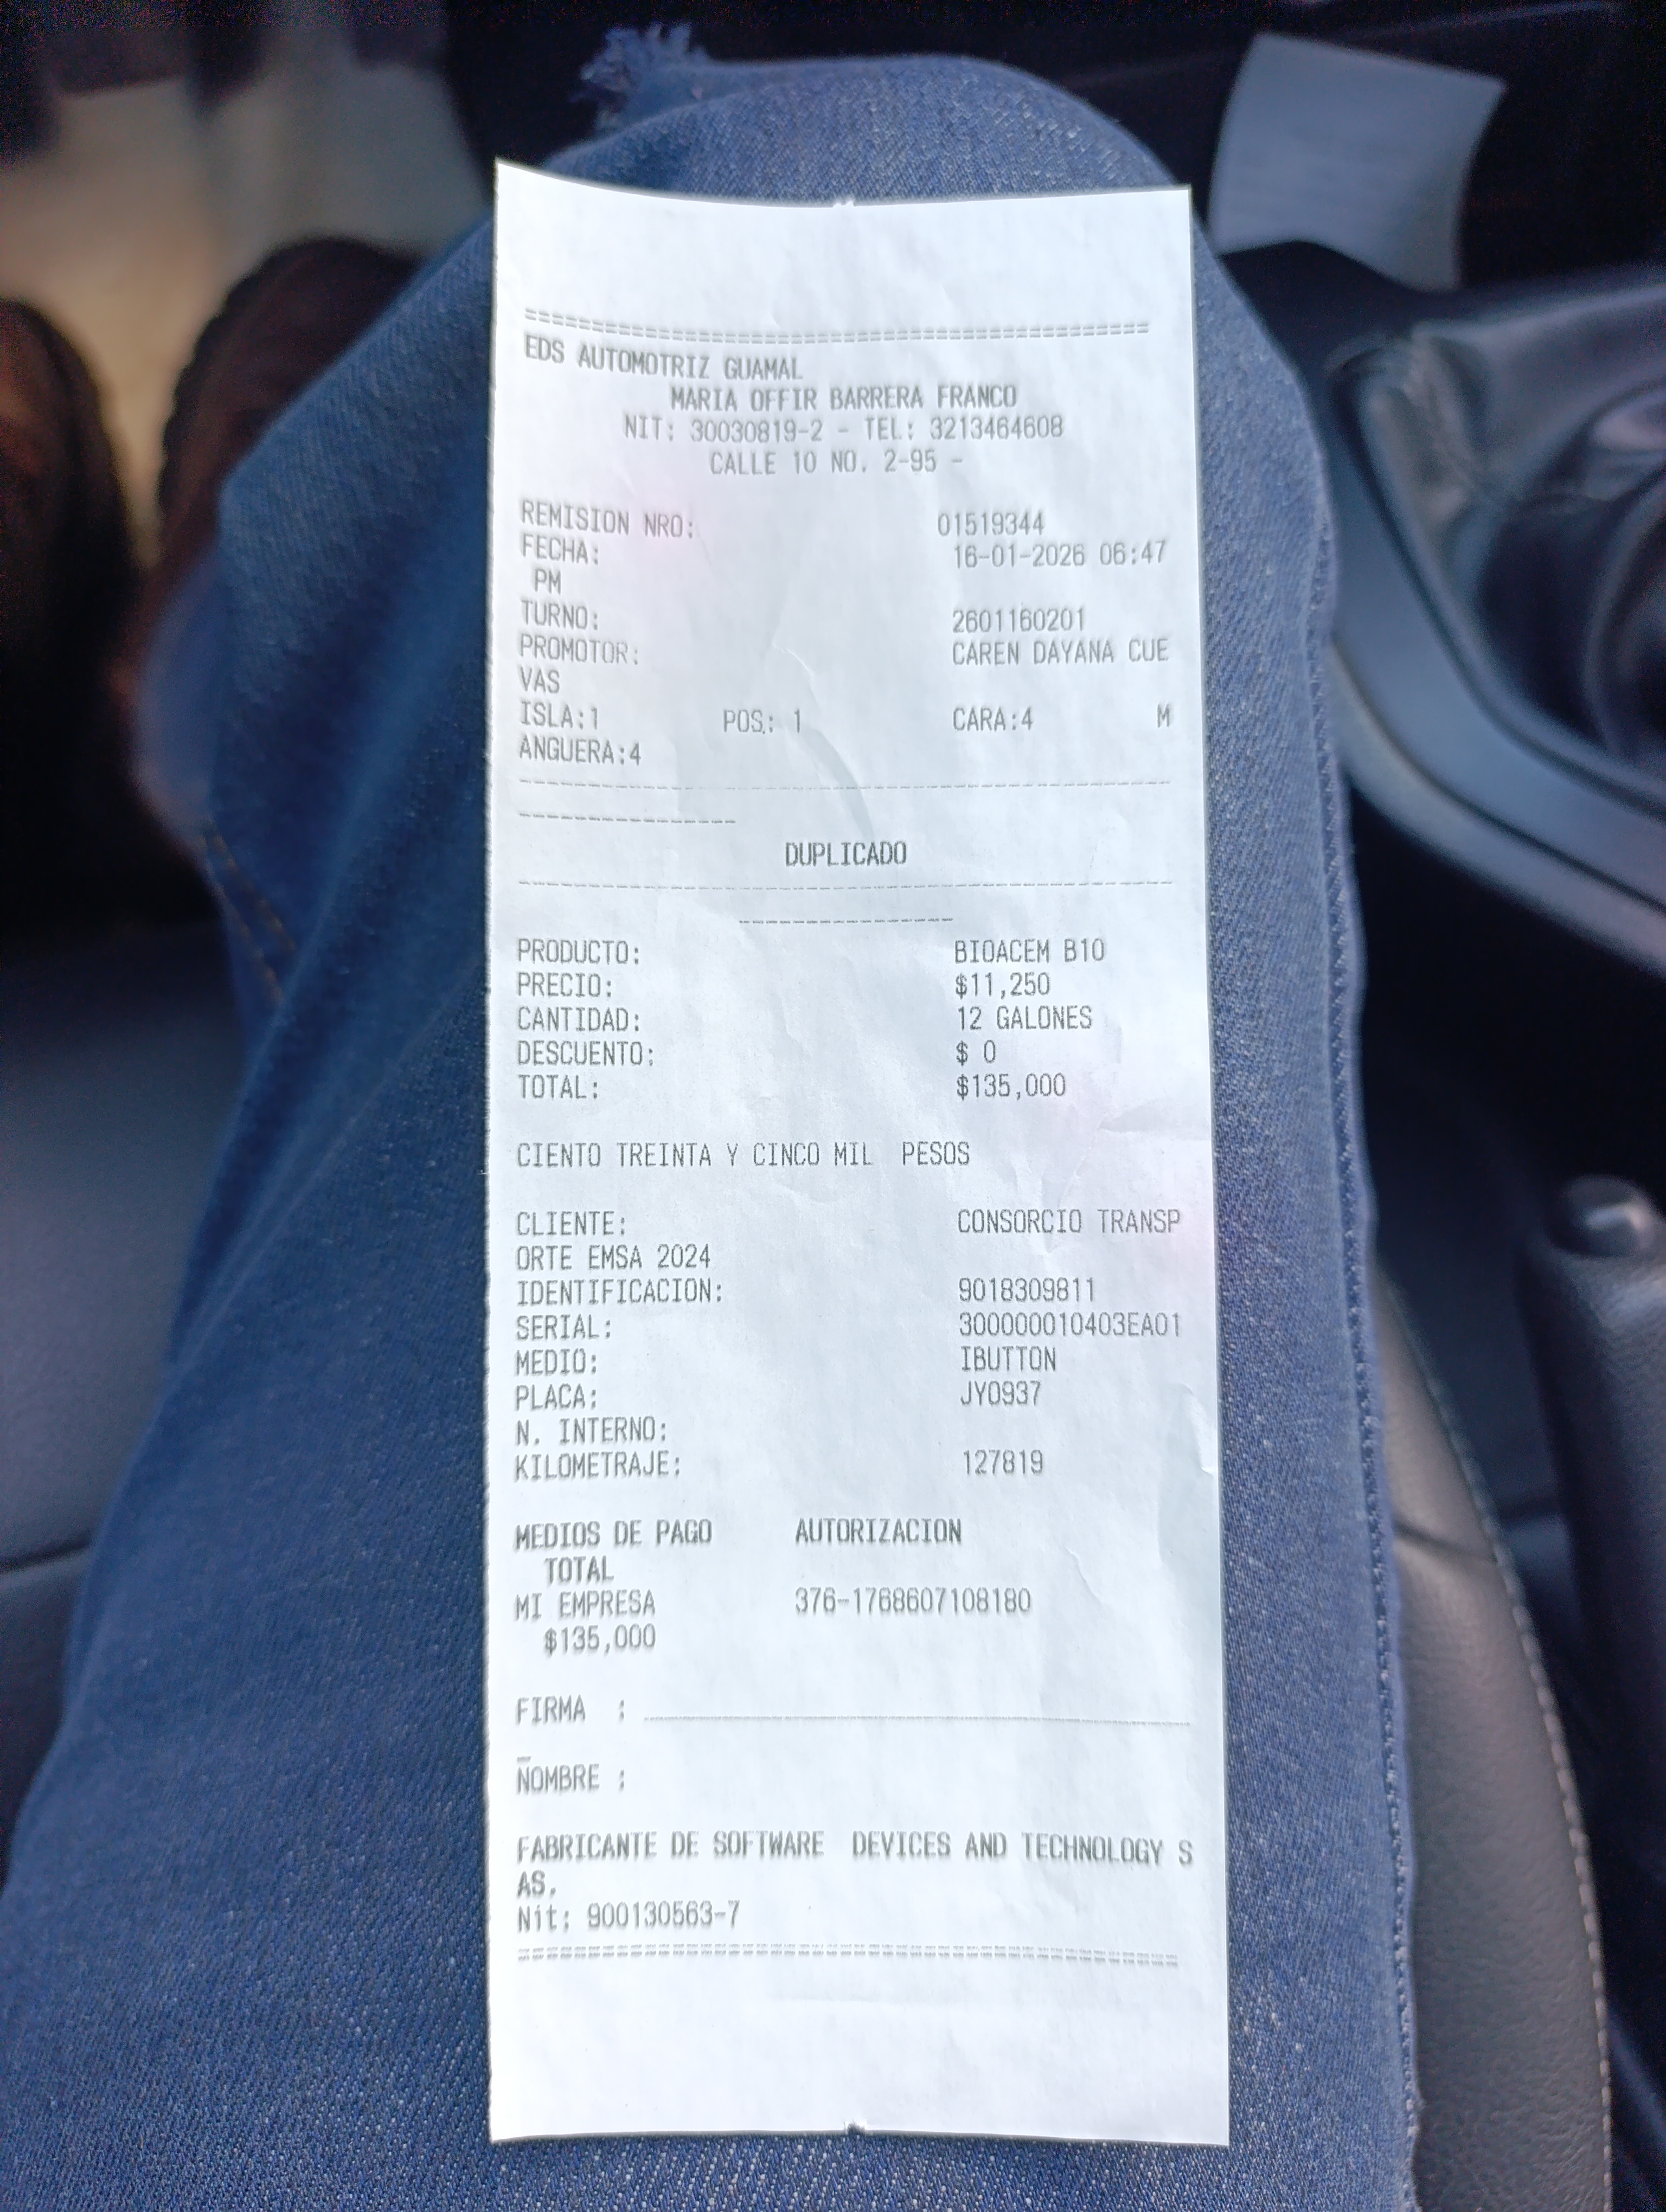 ========================================
EDS AUTOMOTRIZ GUAMAL
MARIA OFFIR BARRERA FRANCO
NIT: 30030819-2 - TEL: 3213464608
CALLE 10 NO. 2-95 -
REMISION NRO: 01519344
FECHA: 16-01-2026 06:47
PM
TURNO: 2601160201
PROMOTOR: CAREN DAYANA CUE
VAS
ISLA:1 POS: 1 CARA:4 M
ANGUERA:4
DUPLICADO
PRODUCTO: BIOACEM B10
PRECIO: $11,250
CANTIDAD: 12 GALONES
DESCUENTO: $ 0
TOTAL: $135,000
CIENTO TREINTA Y CINCO MIL PESOS
CLIENTE: CONSORCIO TRANSP
ORTE EMSA 2024
IDENTIFICACION: 9018309811
SERIAL: 300000010403EA01
MEDIO: IBUTTON
PLACA: JYO937
N. INTERNO:
KILOMETRAJE: 127819
MEDIOS DE PAGO AUTORIZACION
TOTAL
MI EMPRESA 376-1768607108180
$135,000
FIRMA :
NOMBRE :
FABRICANTE DE SOFTWARE DEVICES AND TECHNOLOGY S
AS.
Nit: 900130563-7
========================================